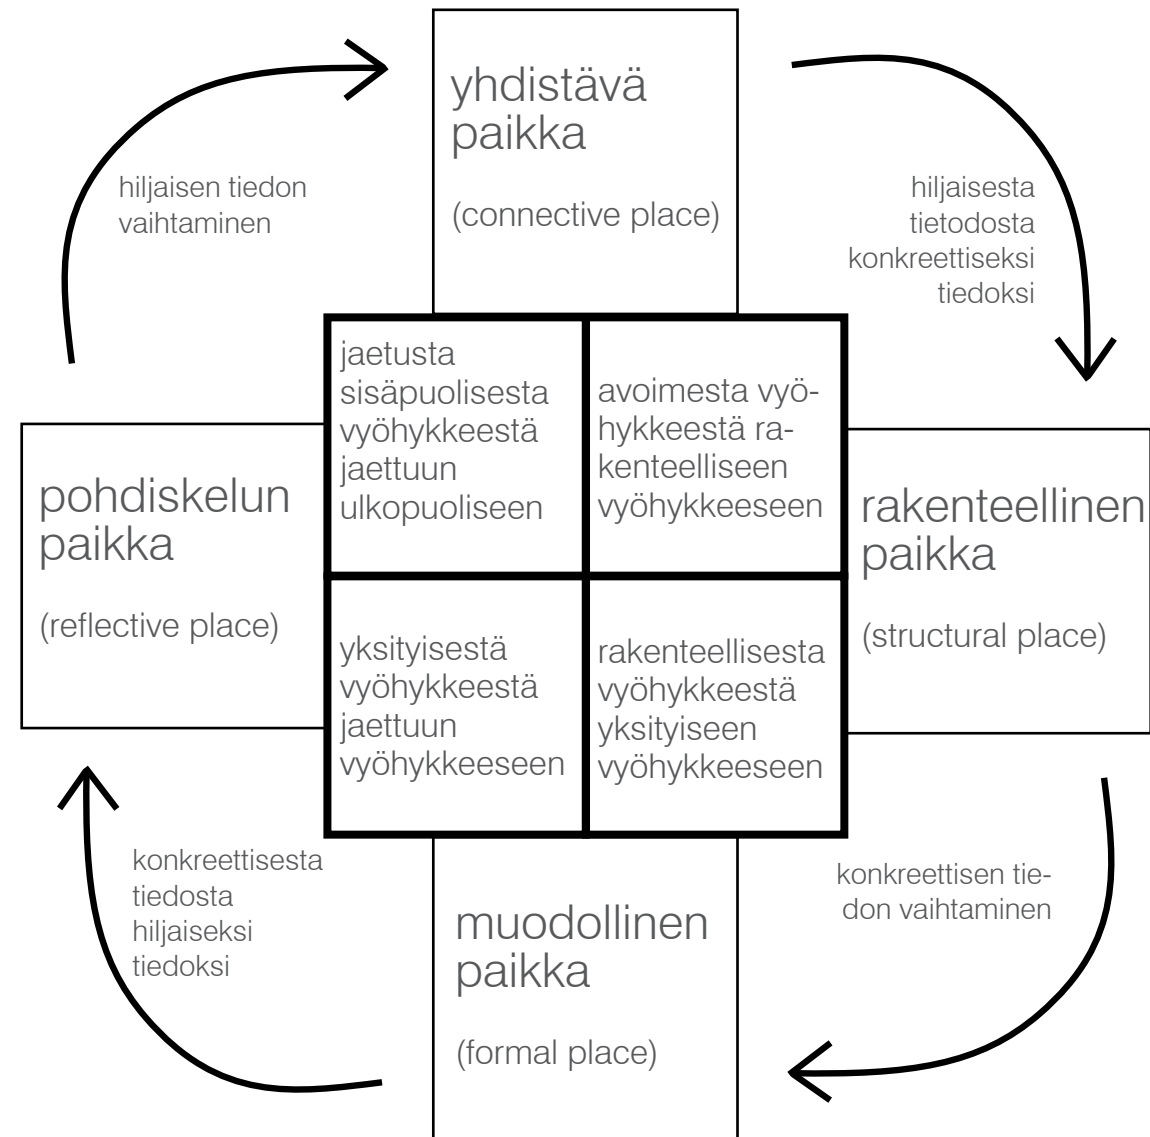 yhdistävä
paikka
(connective place)
hiljaisen tiedon
vaihtaminen
hiljaisesta
tietodosta
konkreettiseksi
tiedoksi
jaetusta
sisäpuolisesta
vyöhykkeestä
jaettuun
ulkopuoliseen
avoimesta vyö-
hykkeestä ra-
kenteelliseen
vyöhykkeeseen
pohdiskelun
paikka
(reflective place)
rakenteellinen
paikka
(structural place)
yksityisestä
vyöhykkeestä
jaettuun
vyöhykkeeseen
rakenteellisesta
vyöhykkeestä
yksityiseen
vyöhykkeeseen
konkreettisesta
tiedosta
hiljaiseksi
tiedoksi
konkreettisen tie-
don vaihtaminen
muodollinen
paikka
(formal place)